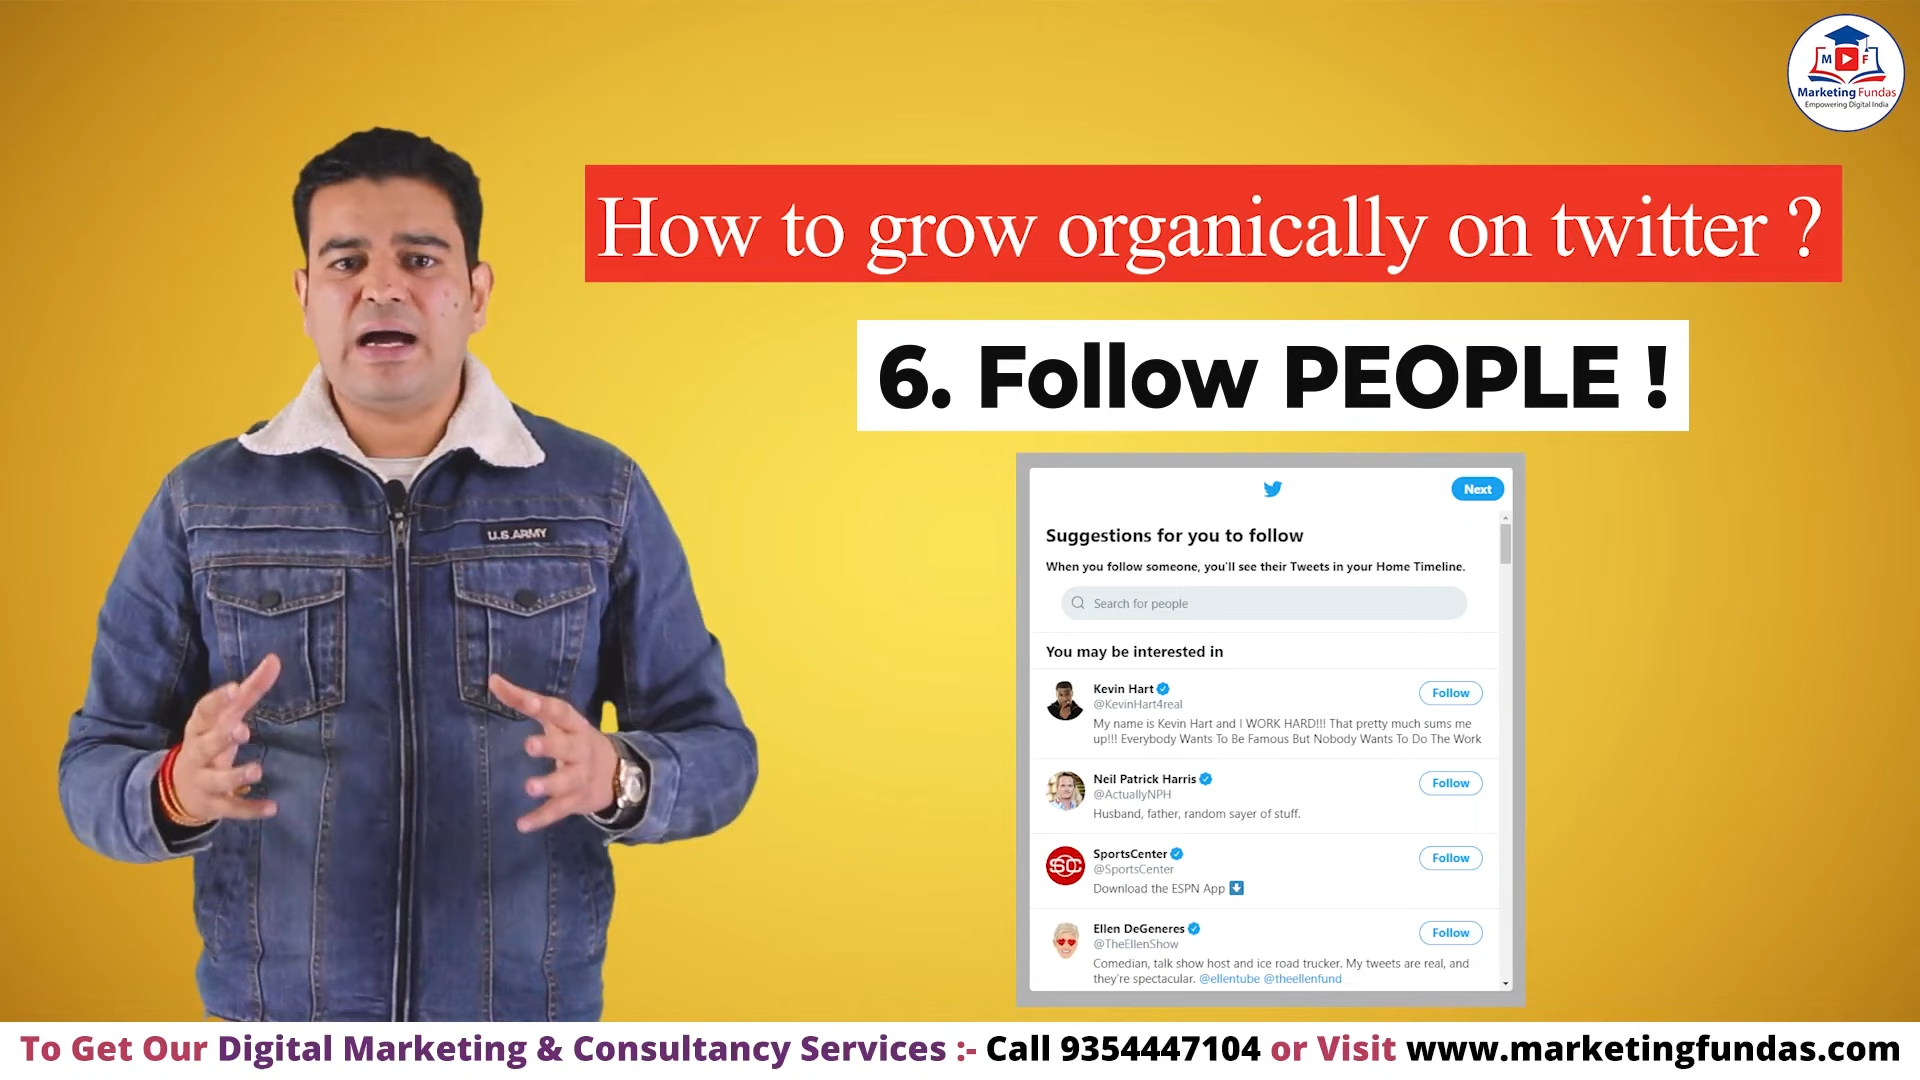 M F
Marketing Fundas
Empowering Digital India
How to grow organically on twitter ?
6. Follow PEOPLE !
U.S.ARMY
Next
Suggestions for you to follow
When you follow someone, you'll see their Tweets in your Home Timeline.
Search for people
You may be interested in
Kevin Hart
Follow
@KevinHart4real
My name is Kevin Hart and I WORK HARD!!! That pretty much sums me
up!!! Everybody Wants To Be Famous But Nobody Wants To Do The Work
Neil Patrick Harris
Follow
@ActuallyNPH
Husband, father, random sayer of stuff.
SC
SportsCenter
Follow
@SportsCenter
Download the ESPN App
Ellen DeGeneres
Follow
@TheEllenShow
Comedian, talk show host and ice road trucker. My tweets are real, and
they're spectacular. @ellentube @theellenfund
To Get Our Digital Marketing & Consultancy Services :- Call 9354447104 or Visit www.marketingfundas.com